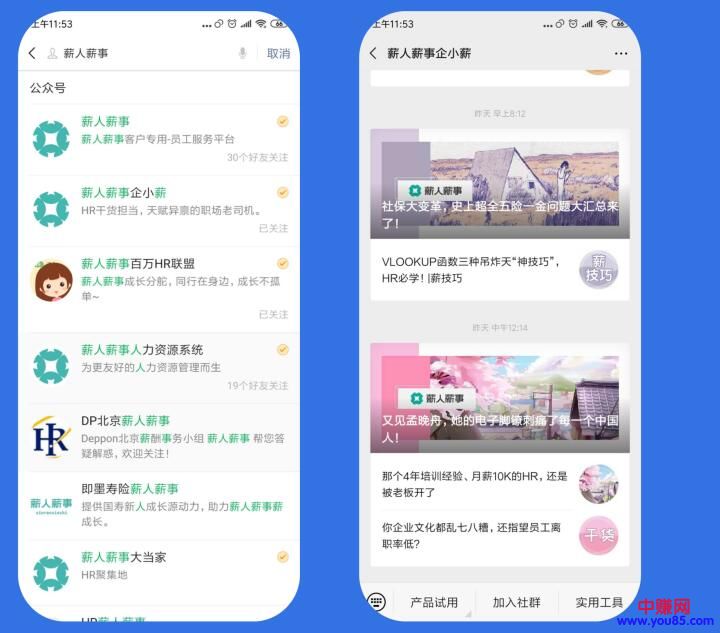 上午11:53
66
薪人薪事
取消
公众号
薪人薪事
薪人薪事客户专用-员工服务平台
30个好友关注
薪人薪事企小薪
HR干货担当，天赋异禀的职场老司机。
已关注
薪人薪事百万HR联盟
薪人薪事成长分舵，同行在身边，成长不孤
单~
已关注
薪人薪事人力资源系统
为更友好的人力资源管理而生
19个好友关注
HR
DP北京薪人薪事
Deppon北京薪酬事务小组 薪人薪事 帮您答
疑解惑，欢迎关注！
薪人薪事
即墨寿险薪人薪事
提供国寿新人成长源动力，助力薪人薪事薪
成长。
薪人薪事大当家
HR聚集地
HR薪人薪事
上午11:53
66
薪人薪事企小薪
昨天 早上8:12
薪人薪事
社保大变革，史上超全五险一金问题大汇总来
了！
VLOOKUP函数三种吊炸天“神技巧”，
HR必学！|薪技巧
薪
技巧
昨天 中午12:14
薪人薪事
又见孟晚舟，她的电子脚镣刺痛了每一个中国
人！
那个4年培训经验、月薪10K的HR，还是
被老板开了
你企业文化都乱七八糟，还指望员工离
职率低？
干货
产品试用
加入社群
实用工具
中赚网
www.you85.com